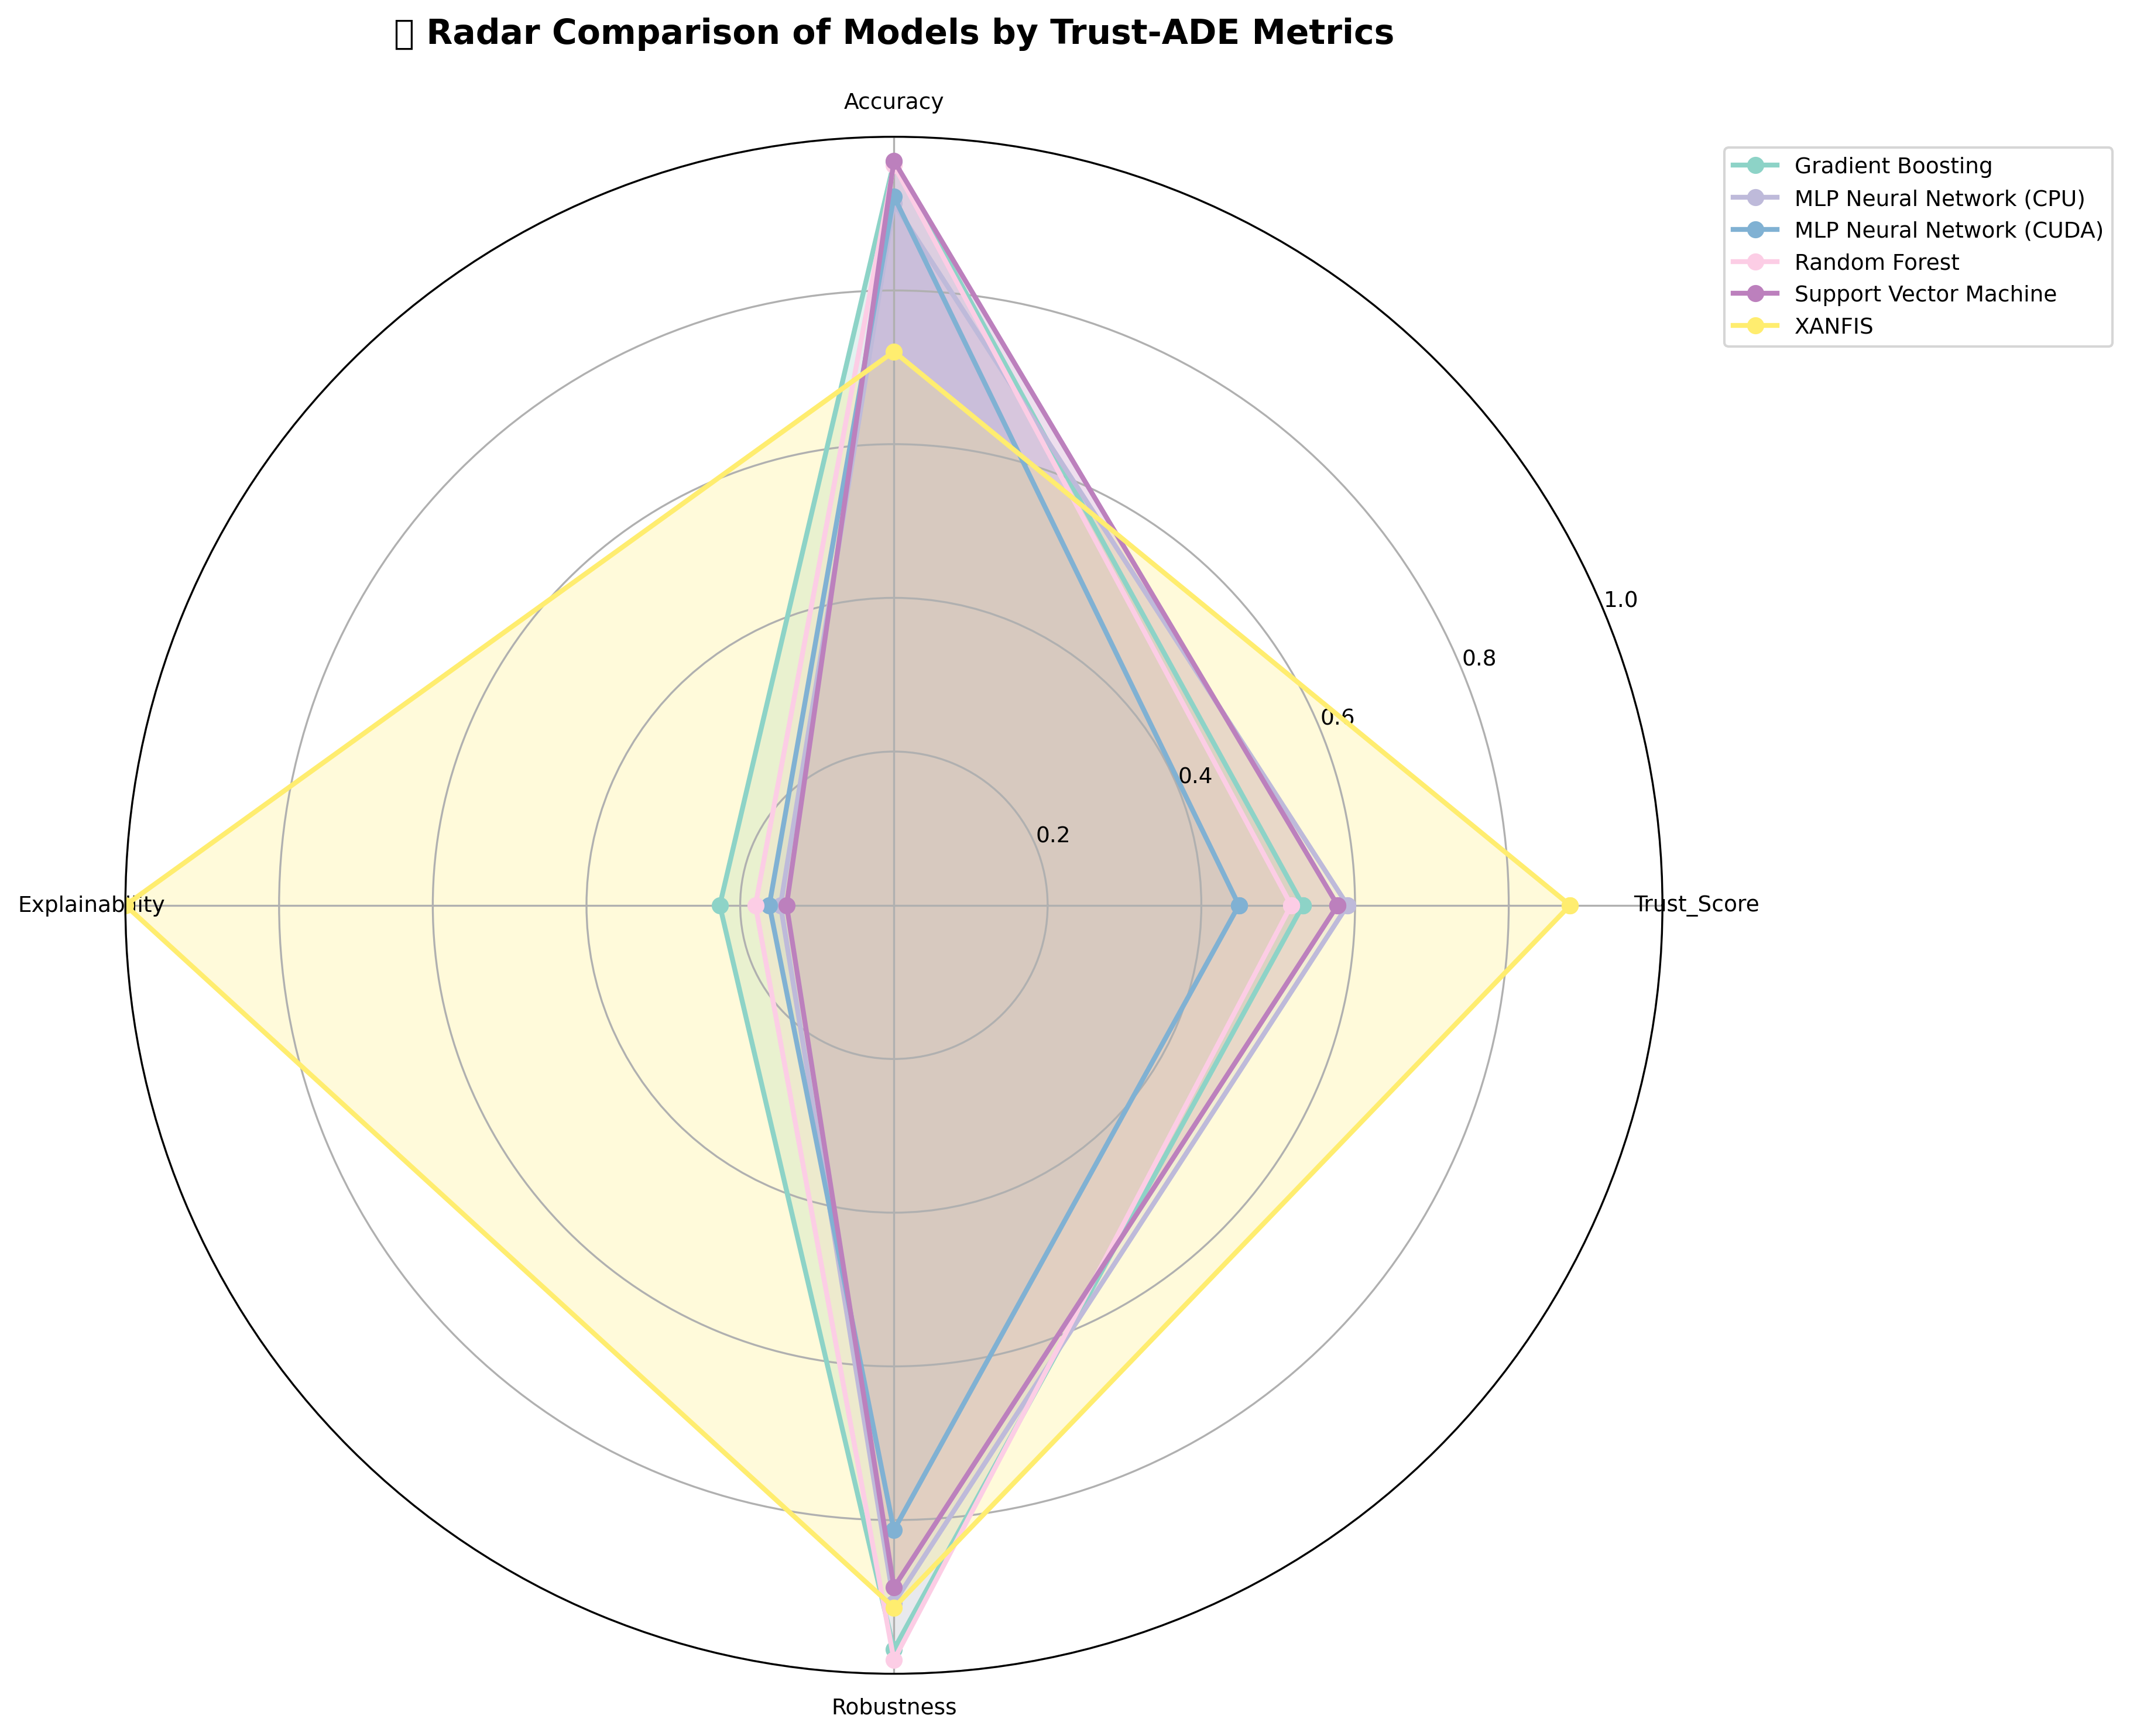 Radar Comparison of Models by Trust-ADE Metrics
Accuracy
Gradient Boosting
MLP Neural Network (CPU)
MLP Neural Network (CUDA)
Random Forest
Support Vector Machine
XANFIS
1.0
0.8
0.6
0.4
0.2
Explainability
Trust_Score
Robustness